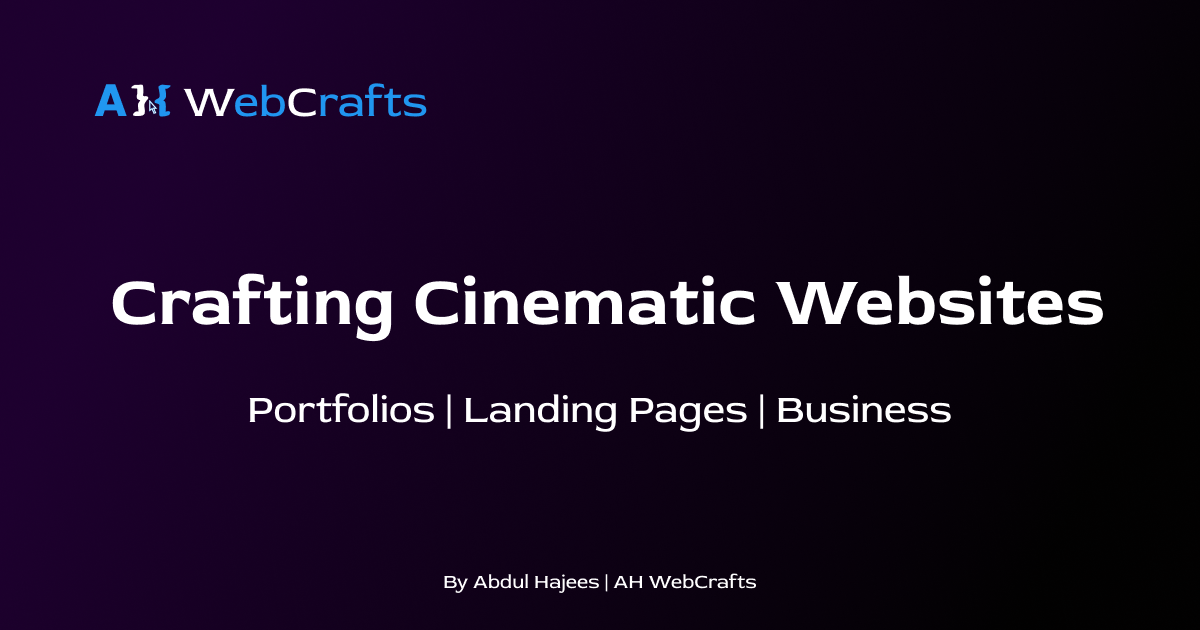 AH WebCrafts
Crafting Cinematic Websites
Portfolios | Landing Pages | Business
By Abdul Hajees | AH WebCrafts